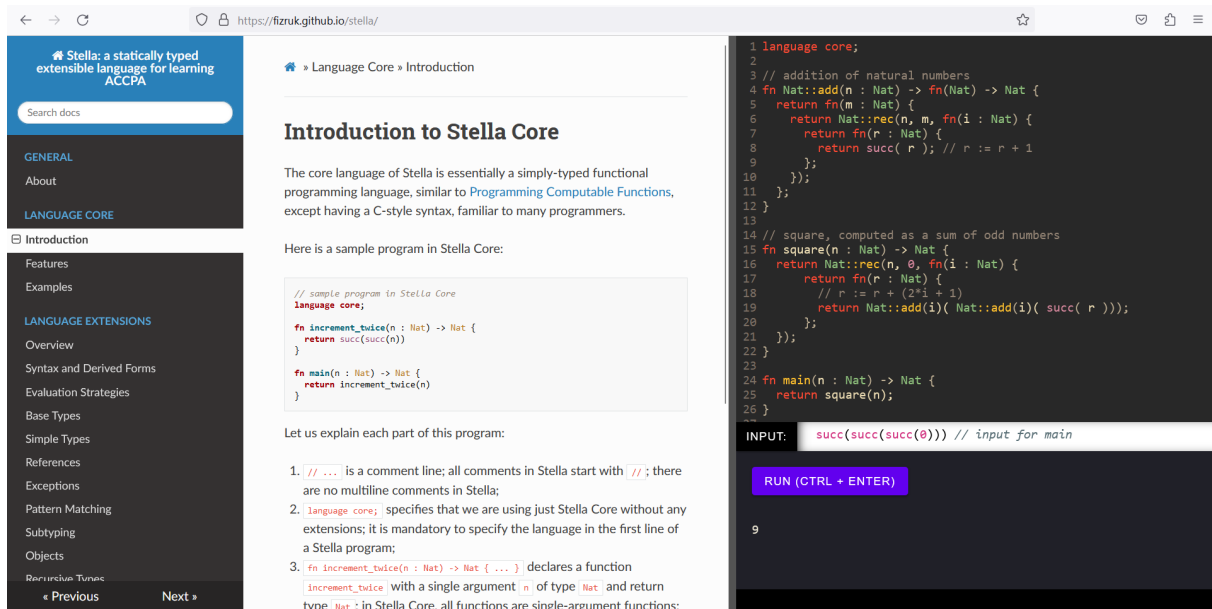 https://fizruk.github.io/stella/
Stella: a statically typed
extensible language for learning
ACCPA
Search docs
GENERAL
About
LANGUAGE CORE
Introduction
Features
Examples
LANGUAGE EXTENSIONS
Overview
Syntax and Derived Forms
Evaluation Strategies
Base Types
Simple Types
References
Exceptions
Pattern Matching
Subtyping
Objects
Recursive Types
« Previous Next »
» Language Core » Introduction
Introduction to Stella Core
The core language of Stella is essentially a simply-typed functional
programming language, similar to Programming Computable Functions,
except having a C-style syntax, familiar to many programmers.
Here is a sample program in Stella Core:
// sample program in Stella Core
language core;
fn increment_twice(n : Nat) -> Nat {
  return succ(succ(n))
}
fn main(n : Nat) -> Nat {
  return increment_twice(n)
}
Let us explain each part of this program:
1. // ... is a comment line; all comments in Stella start with // ; there
are no multiline comments in Stella;
2. language core; specifies that we are using just Stella Core without any
extensions; it is mandatory to specify the language in the first line of
a Stella program;
3. fn increment_twice(n : Nat) -> Nat { ... } declares a function
increment_twice with a single argument n of type Nat and return
type Nat ; in Stella Core, all functions are single-argument functions;
1 language core;
2
3 // addition of natural numbers
4 fn Nat::add(n : Nat) -> fn(Nat) -> Nat {
5   return fn(m : Nat) {
6     return Nat::rec(n, m, fn(i : Nat) {
7       return fn(r : Nat) {
8         return succ( r ); // r := r + 1
9       };
10     });
11   };
12 }
13
14 // square, computed as a sum of odd numbers
15 fn square(n : Nat) -> Nat {
16   return Nat::rec(n, 0, fn(i : Nat) {
17       return fn(r : Nat) {
18         // r := r + (2*i + 1)
19         return Nat::add(i)( Nat::add(i)( succ( r )));
20       };
21   });
22 }
23
24 fn main(n : Nat) -> Nat {
25   return square(n);
26 }
INPUT: succ(succ(succ(0))) // input for main
RUN (CTRL + ENTER)
9